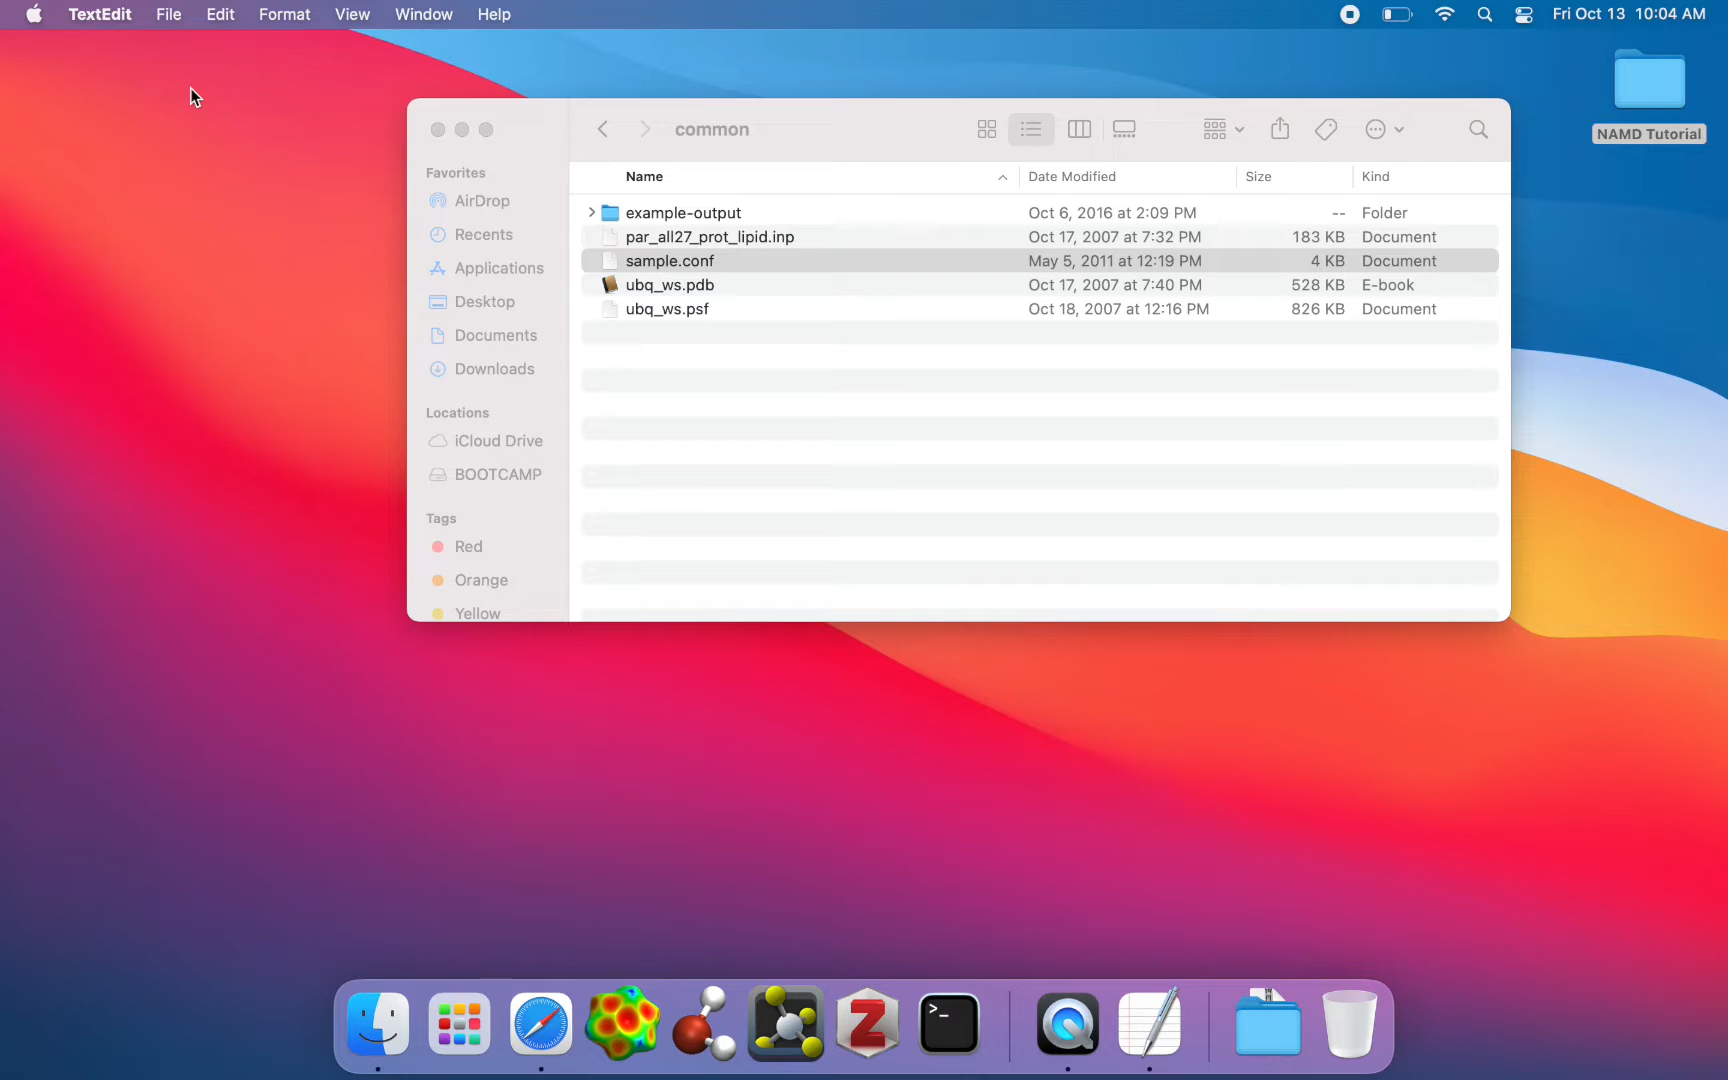 TextEdit File Edit Format View Window Help Fri Oct 13 10:04 AM
NAMD Tutorial
common
Favorites
AirDrop
Recents
Applications
Desktop
Documents
Downloads
Locations
iCloud Drive
BOOTCAMP
Tags
Red
Orange
Yellow
Name Date Modified Size Kind
example-output Oct 6, 2016 at 2:09 PM -- Folder
par_all27_prot_lipid.inp Oct 17, 2007 at 7:32 PM 183 KB Document
sample.conf May 5, 2011 at 12:19 PM 4 KB Document
ubq_ws.pdb Oct 17, 2007 at 7:40 PM 528 KB E-book
ubq_ws.psf Oct 18, 2007 at 12:16 PM 826 KB Document
Z
>_